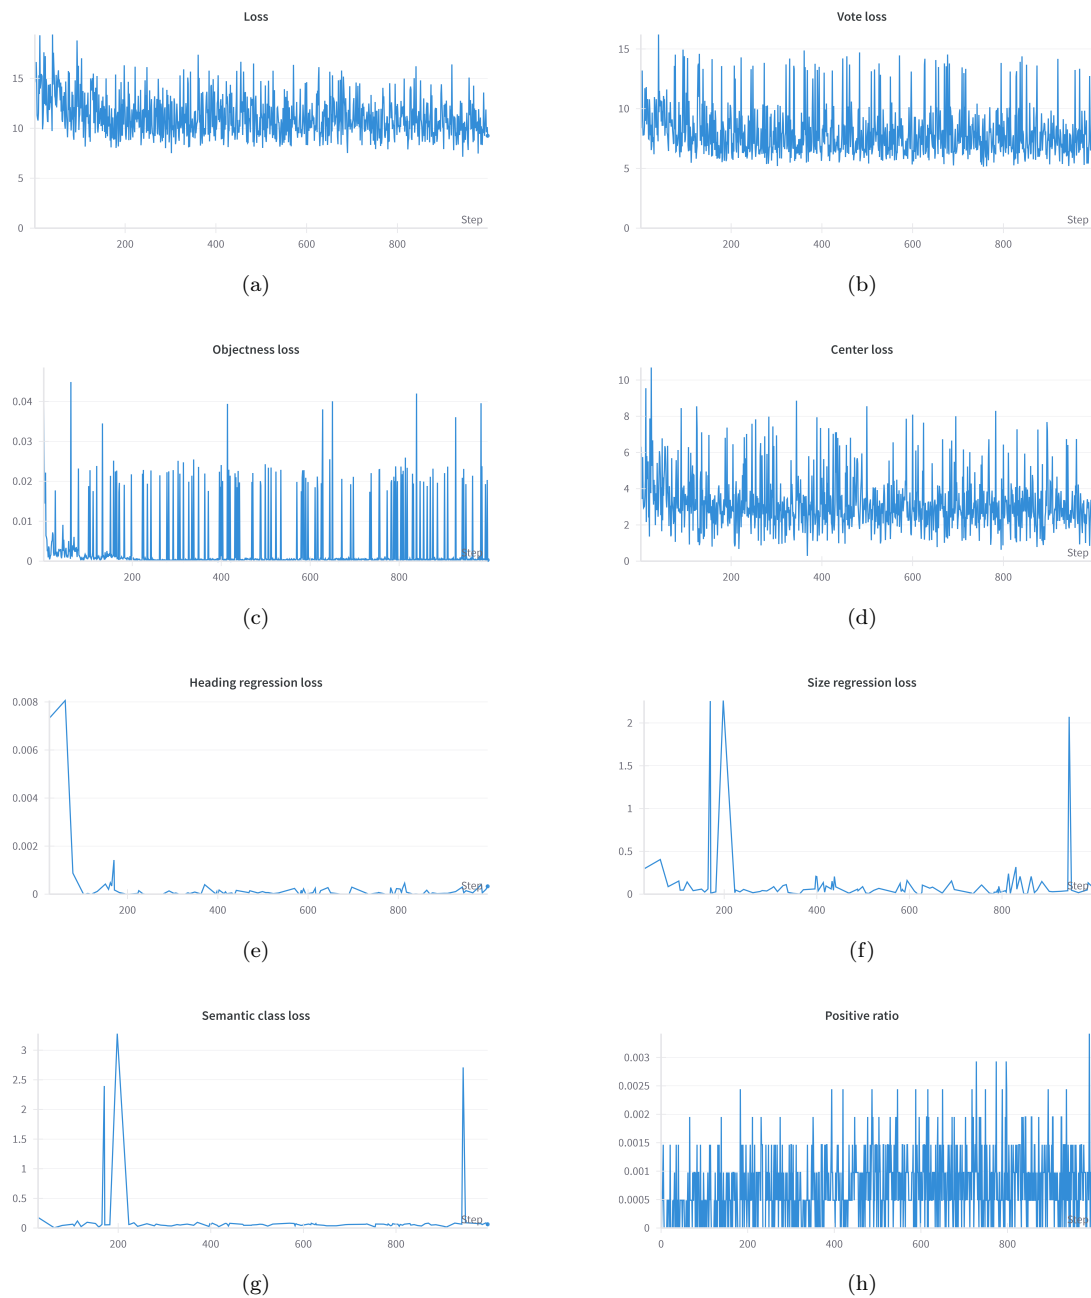 Loss
15
10
5
0
200 400 600 800
Step
(a)
Vote loss
15
10
5
0
200 400 600 800
Step
(b)
Objectness loss
0.04
0.03
0.02
0.01
0
200 400 600 800
Step
(c)
Center loss
10
8
6
4
2
0
200 400 600 800
Step
(d)
Heading regression loss
0.008
0.006
0.004
0.002
0
200 400 600 800
Step
(e)
Size regression loss
2
1.5
1
0.5
0
200 400 600 800
Step
(f)
Semantic class loss
3
2.5
2
1.5
1
0.5
0
200 400 600 800
Step
(g)
Positive ratio
0.003
0.0025
0.002
0.0015
0.001
0.0005
0
0 200 400 600 800
Step
(h)